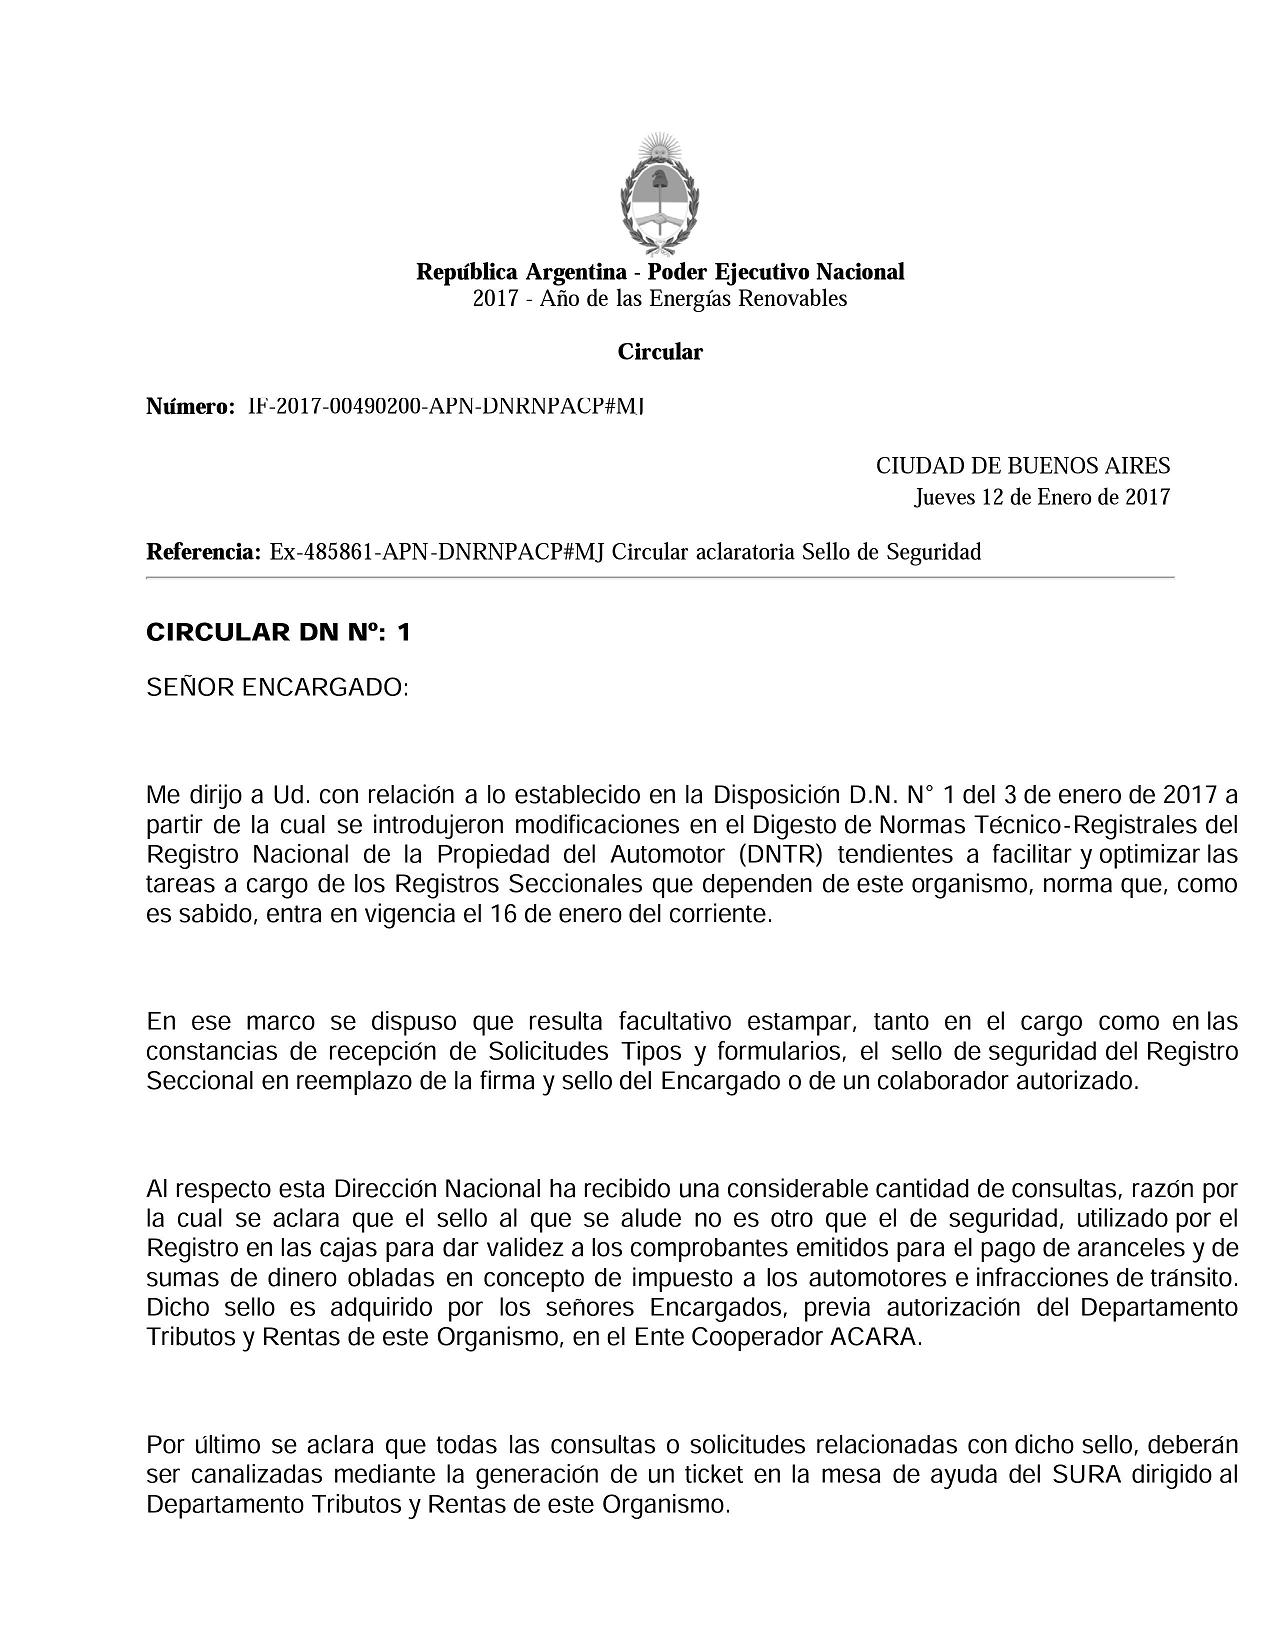 República Argentina - Poder Ejecutivo Nacional
2017 - Año de las Energías Renovables
Circular
Número: IF-2017-00490200-APN-DNRNPACP#MJ
CIUDAD DE BUENOS AIRES
Jueves 12 de Enero de 2017
Referencia: Ex-485861-APN-DNRNPACP#MJ Circular aclaratoria Sello de Seguridad
CIRCULAR DN Nº: 1
SEÑOR ENCARGADO:
Me dirijo a Ud. con relación a lo establecido en la Disposición D.N. N° 1 del 3 de enero de 2017 a
partir de la cual se introdujeron modificaciones en el Digesto de Normas Técnico-Registrales del
Registro Nacional de la Propiedad del Automotor (DNTR) tendientes a facilitar y optimizar las
tareas a cargo de los Registros Seccionales que dependen de este organismo, norma que, como
es sabido, entra en vigencia el 16 de enero del corriente.
En ese marco se dispuso que resulta facultativo estampar, tanto en el cargo como en las
constancias de recepción de Solicitudes Tipos y formularios, el sello de seguridad del Registro
Seccional en reemplazo de la firma y sello del Encargado o de un colaborador autorizado.
Al respecto esta Dirección Nacional ha recibido una considerable cantidad de consultas, razón por
la cual se aclara que el sello al que se alude no es otro que el de seguridad, utilizado por el
Registro en las cajas para dar validez a los comprobantes emitidos para el pago de aranceles y de
sumas de dinero obladas en concepto de impuesto a los automotores e infracciones de tránsito.
Dicho sello es adquirido por los señores Encargados, previa autorización del Departamento
Tributos y Rentas de este Organismo, en el Ente Cooperador ACARA.
Por último se aclara que todas las consultas o solicitudes relacionadas con dicho sello, deberán
ser canalizadas mediante la generación de un ticket en la mesa de ayuda del SURA dirigido al
Departamento Tributos y Rentas de este Organismo.